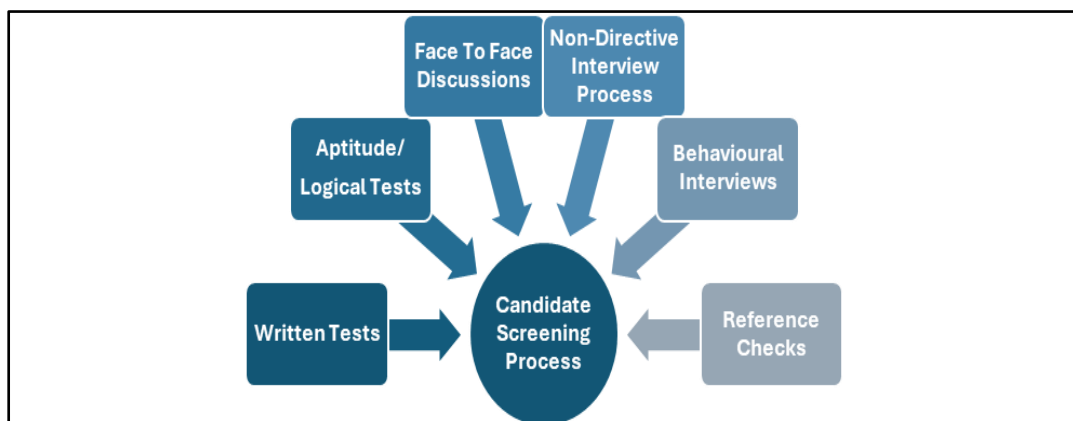 Face To Face
Discussions
Non-Directive
Interview
Process
Aptitude/
Logical Tests
Behavioural
Interviews
Written Tests
Candidate
Screening
Process
Reference
Checks